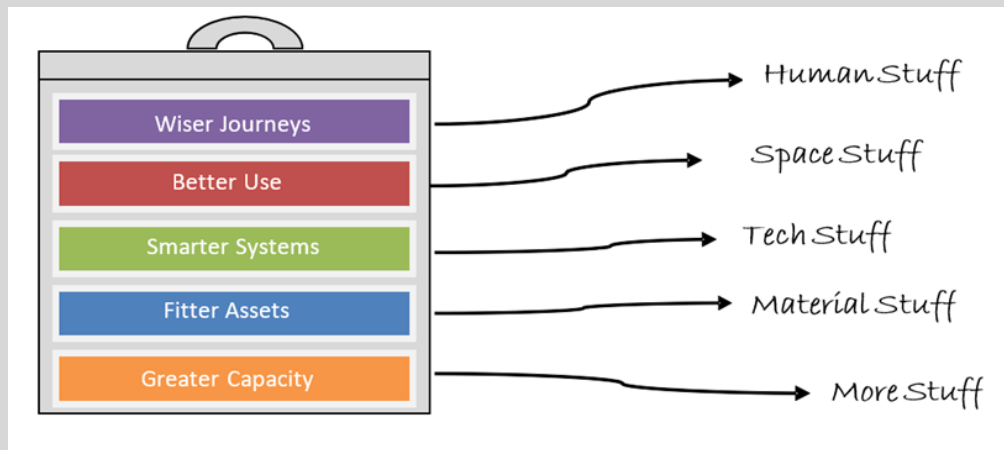 Wiser Journeys
Human Stuff
Better Use
Space Stuff
Smarter Systems
Tech Stuff
Fitter Assets
Material Stuff
Greater Capacity
More Stuff